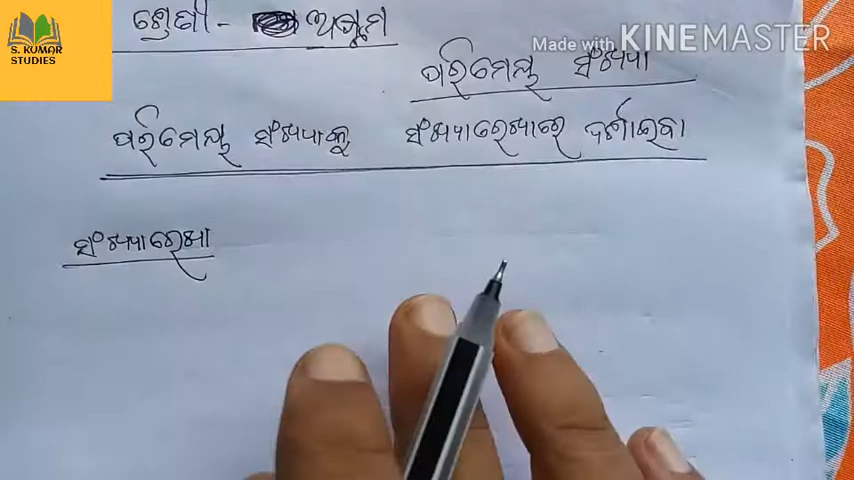 S. KUMAR
STUDIES
Made with KINEMASTER
ଶ୍ରେଣୀ - ଅଷ୍ଟମ
ପରିମେୟ ସଂଖ୍ୟା
ପରିମେୟ ସଂଖ୍ୟାକୁ ସଂଖ୍ୟାରେଖାରେ ଦର୍ଶାଇବା
ସଂଖ୍ୟାରେଖା